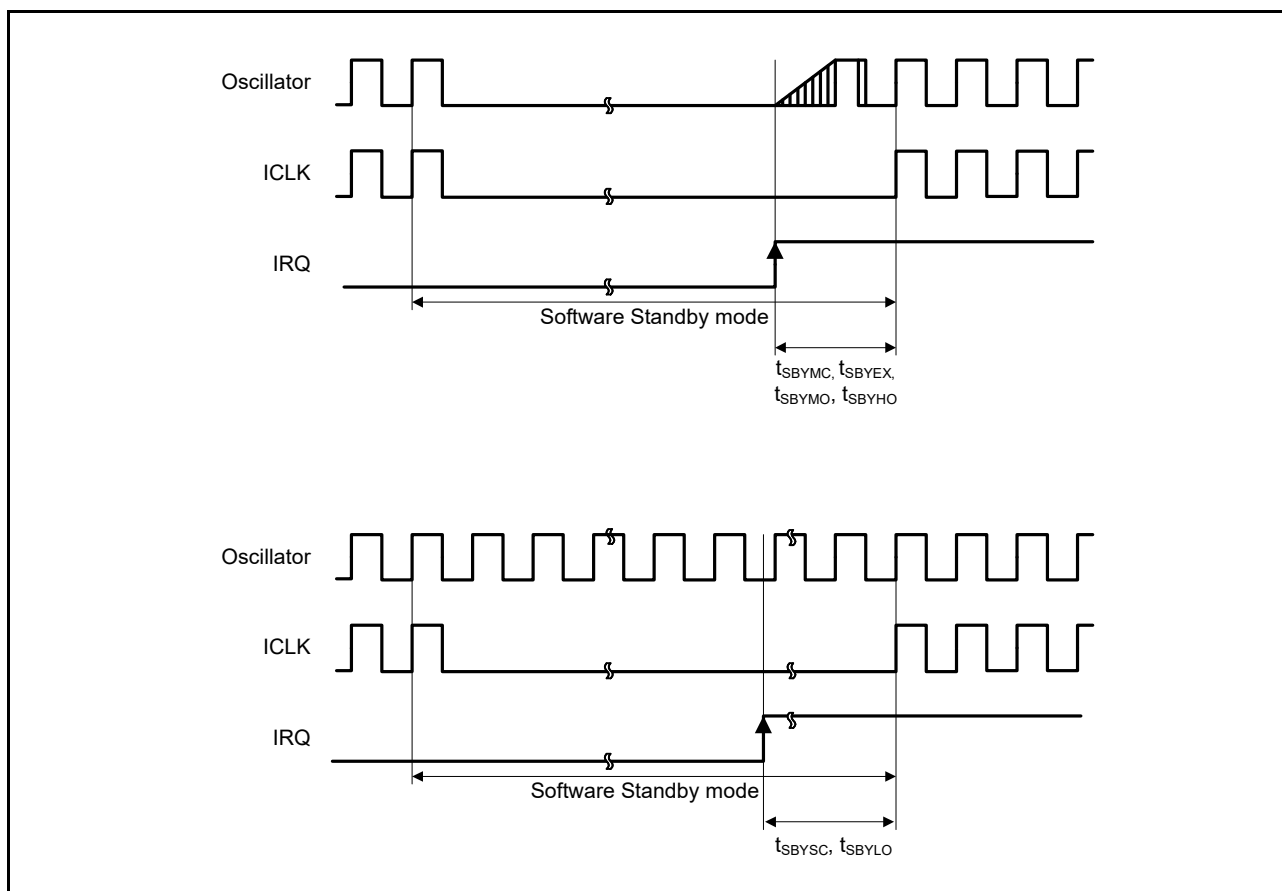 Oscillator
ICLK
IRQ
Software Standby mode
tSBYMC, tSBYEX,
tSBYMO, tSBYHO
Oscillator
ICLK
IRQ
Software Standby mode
tSBYSC, tSBYLO